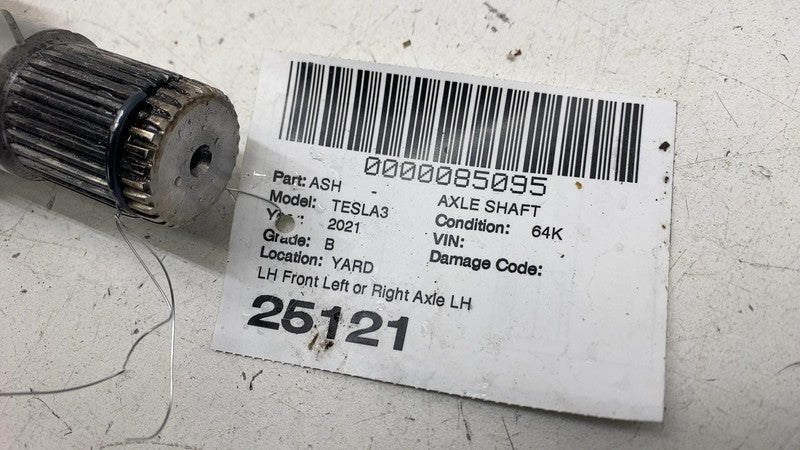 0000085095
Part: ASH AXLE SHAFT
Model: TESLA3 Condition: 64K
2021 VIN:
Grade: B Damage Code:
Location: YARD
LH Front Left or Right Axle LH
25121